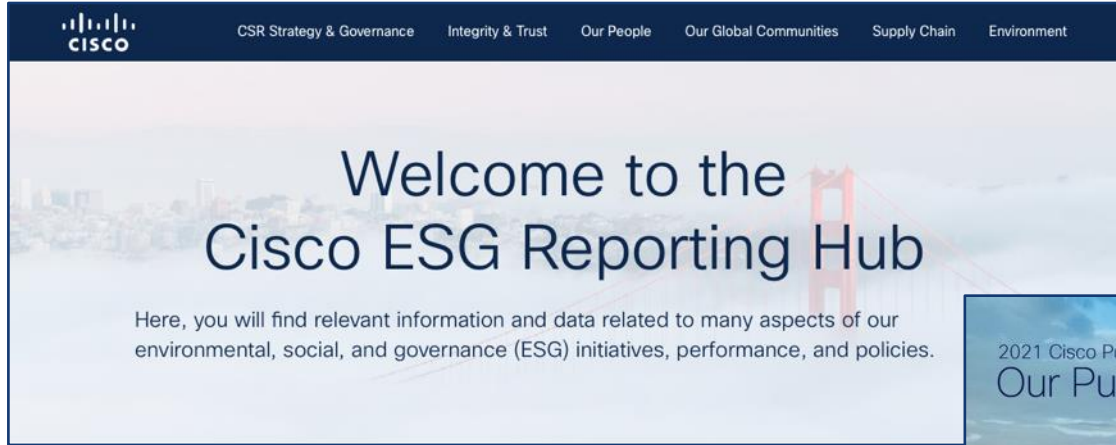 CISCO
CSR Strategy & Governance Integrity & Trust Our People Our Global Communities Supply Chain Environment
Welcome to the
Cisco ESG Reporting Hub
Here, you will find relevant information and data related to many aspects of our
environmental, social, and governance (ESG) initiatives, performance, and policies.
2021 Cisco
Our